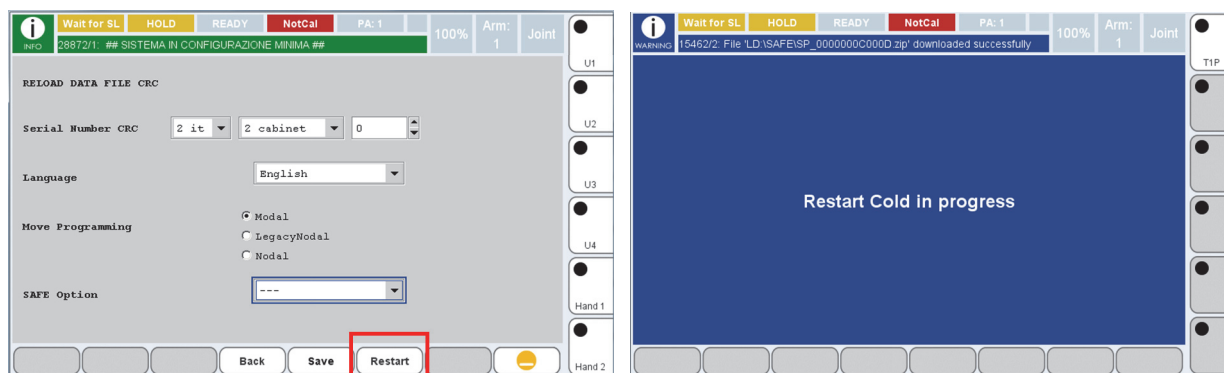 Wait for SL HOLD READY NotCal PA: 1
INFO 28872/1: ## SISTEMA IN CONFIGURAZIONE MINIMA ##
100% Arm: 1 Joint
RELOAD DATA FILE CRC
Serial Number CRC 2 it 2 cabinet 0
Language English
Move Programming
Modal
LegacyNodal
Nodal
SAFE Option ---
Back Save Restart
U1
U2
U3
U4
Hand 1
Hand 2
Wait for SL HOLD READY NotCal PA: 1
WARNING 15462/2: File 'LD:\SAFE\SP_0000000C000D.zip' downloaded successfully
100% Arm: 1 Joint
T1P
Restart Cold in progress